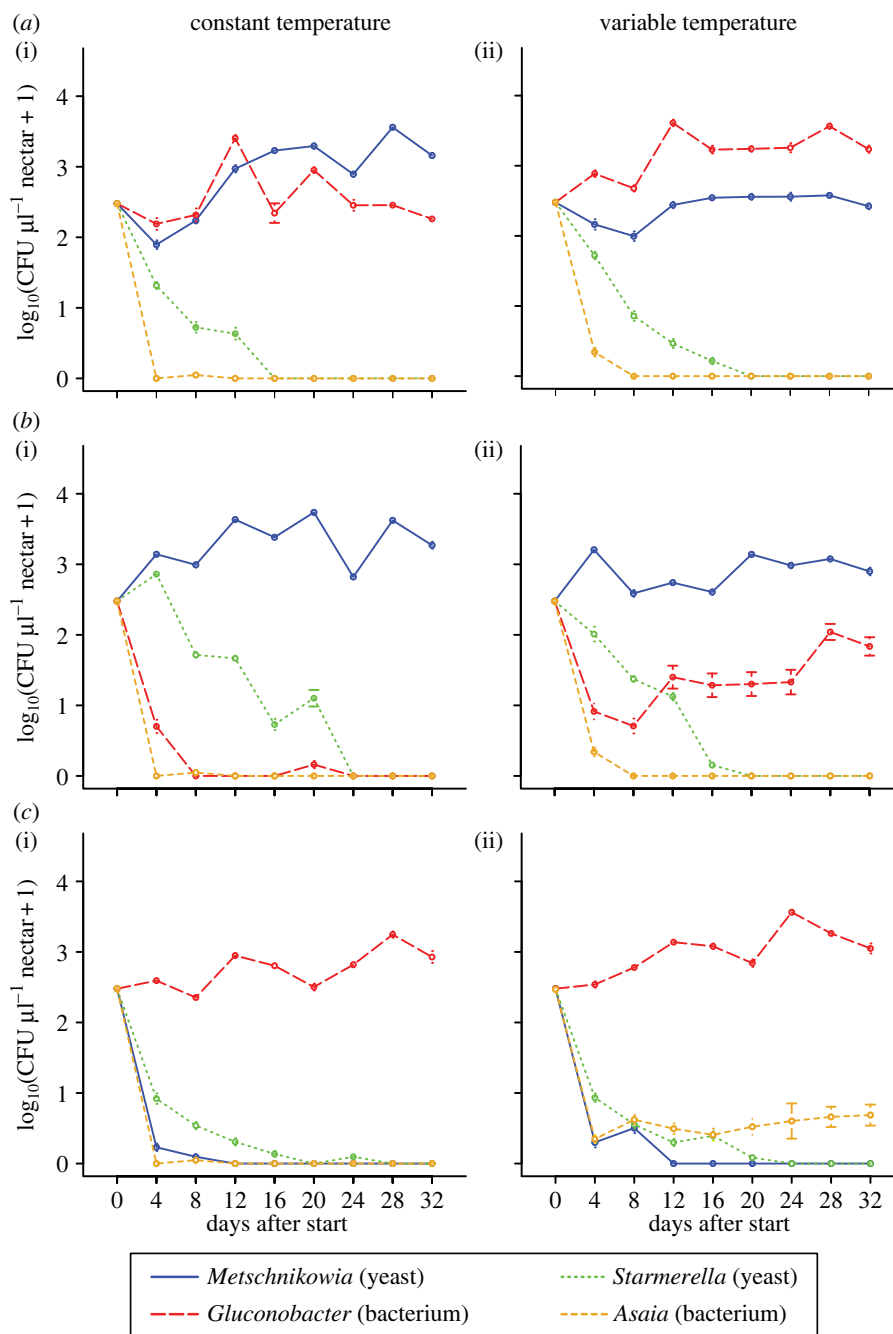 (a) constant temperature variable temperature
(i) (ii)
log₁₀(CFU µl⁻¹ nectar + 1)
4
3
2
1
0
(b)
(i) (ii)
log₁₀(CFU µl⁻¹ nectar+1)
4
3
2
1
0
(c)
(i) (ii)
log₁₀(CFU µl⁻¹ nectar+1)
4
3
2
1
0
0 4 8 12 16 20 24 28 32 0 4 8 12 16 20 24 28 32
days after start days after start
Metschnikowia (yeast) Starmerella (yeast)
Gluconobacter (bacterium) Asaia (bacterium)